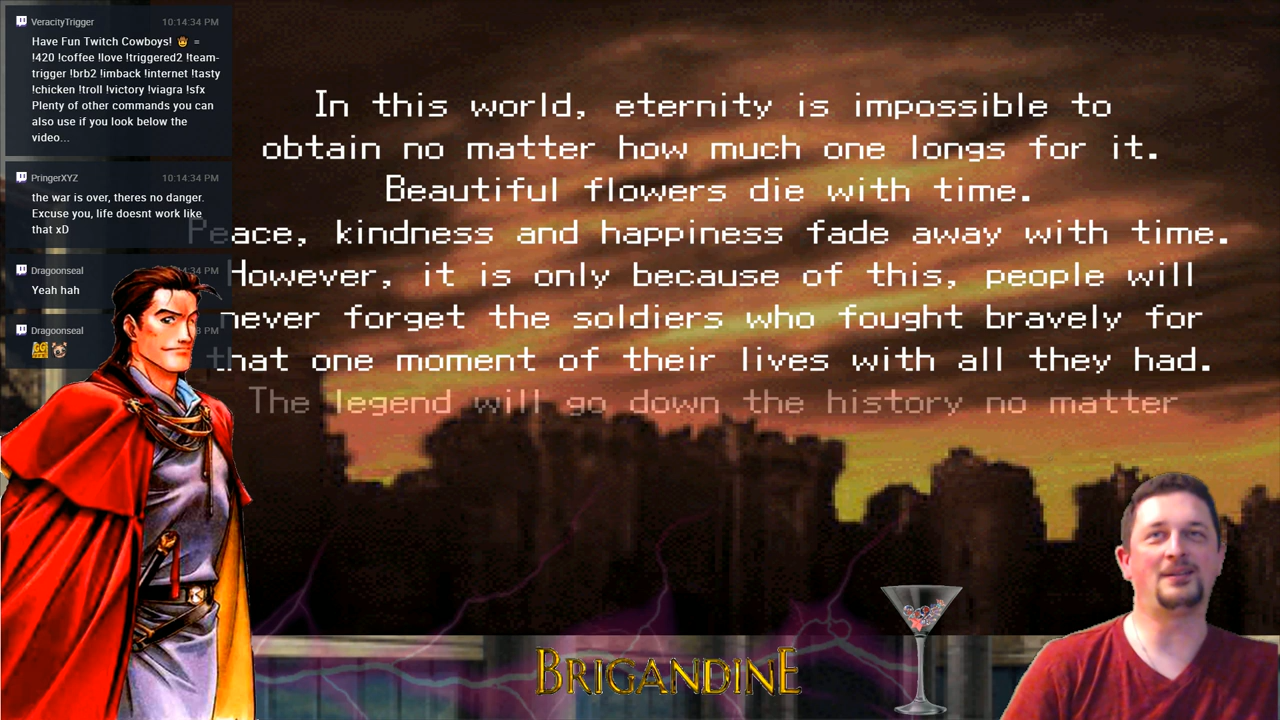 VeracityTrigger 10:14:34 PM
Have Fun Twitch Cowboys! =
!420 !coffee !love !triggered2 !team-
trigger !brb2 !imback !internet !tasty
!chicken !troll !victory !viagra !sfx
Plenty of other commands you can
also use if you look below the
video...
PringerXYZ 10:14:34 PM
the war is over, theres no danger.
Excuse you, life doesnt work like
that xD
Dragoonseal 14:34 PM
Yeah hah
Dragoonseal PM
In this world, eternity is impossible to
obtain no matter how much one longs for it.
Beautiful flowers die with time.
Peace, kindness and happiness fade away with time.
However, it is only because of this, people will
never forget the soldiers who fought bravely for
that one moment of their lives with all they had.
The legend will go down the history no matter
BRIGANDINE